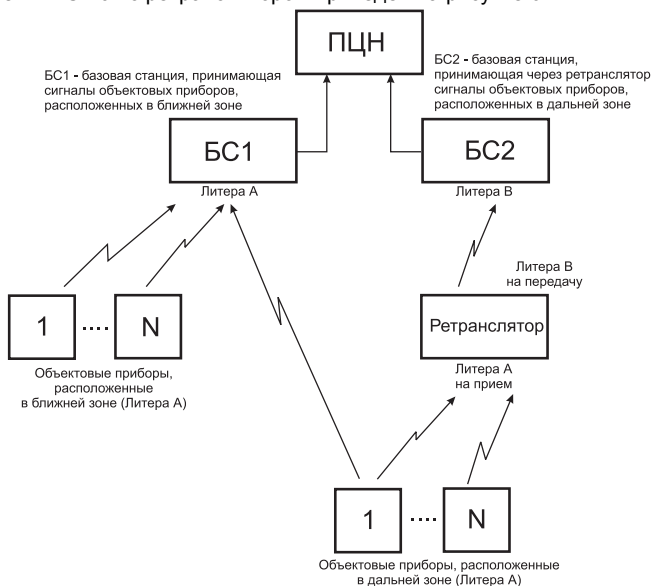 ПЦН
БС1 - базовая станция, принимающая
сигналы объектовых приборов,
расположенных в ближней зоне
БС2 - базовая станция,
принимающая через ретранслятор
сигналы объектовых приборов,
расположенных в дальней зоне
БС1
БС2
Литера А
Литера В
Литера В
на передачу
1
N
Ретранслятор
Объектовые приборы,
расположенные
в ближней зоне (Литера А)
Литера А
на прием
1
N
Объектовые приборы, расположенные
в дальней зоне (Литера А)